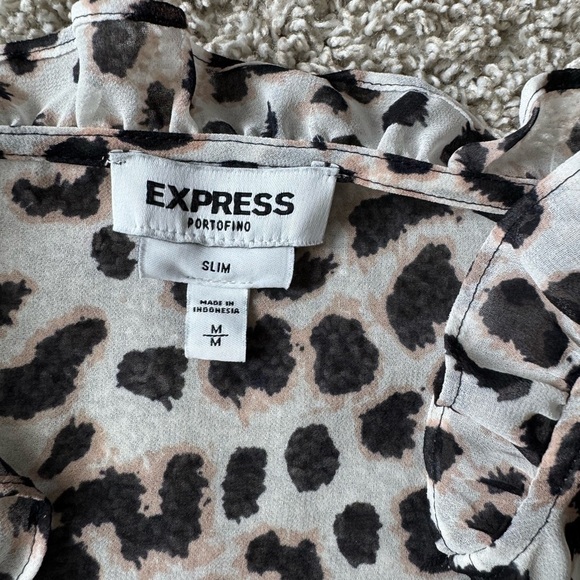 EXPRESS
PORTOFINO
SLIM
MADE IN
INDONESIA
M
M